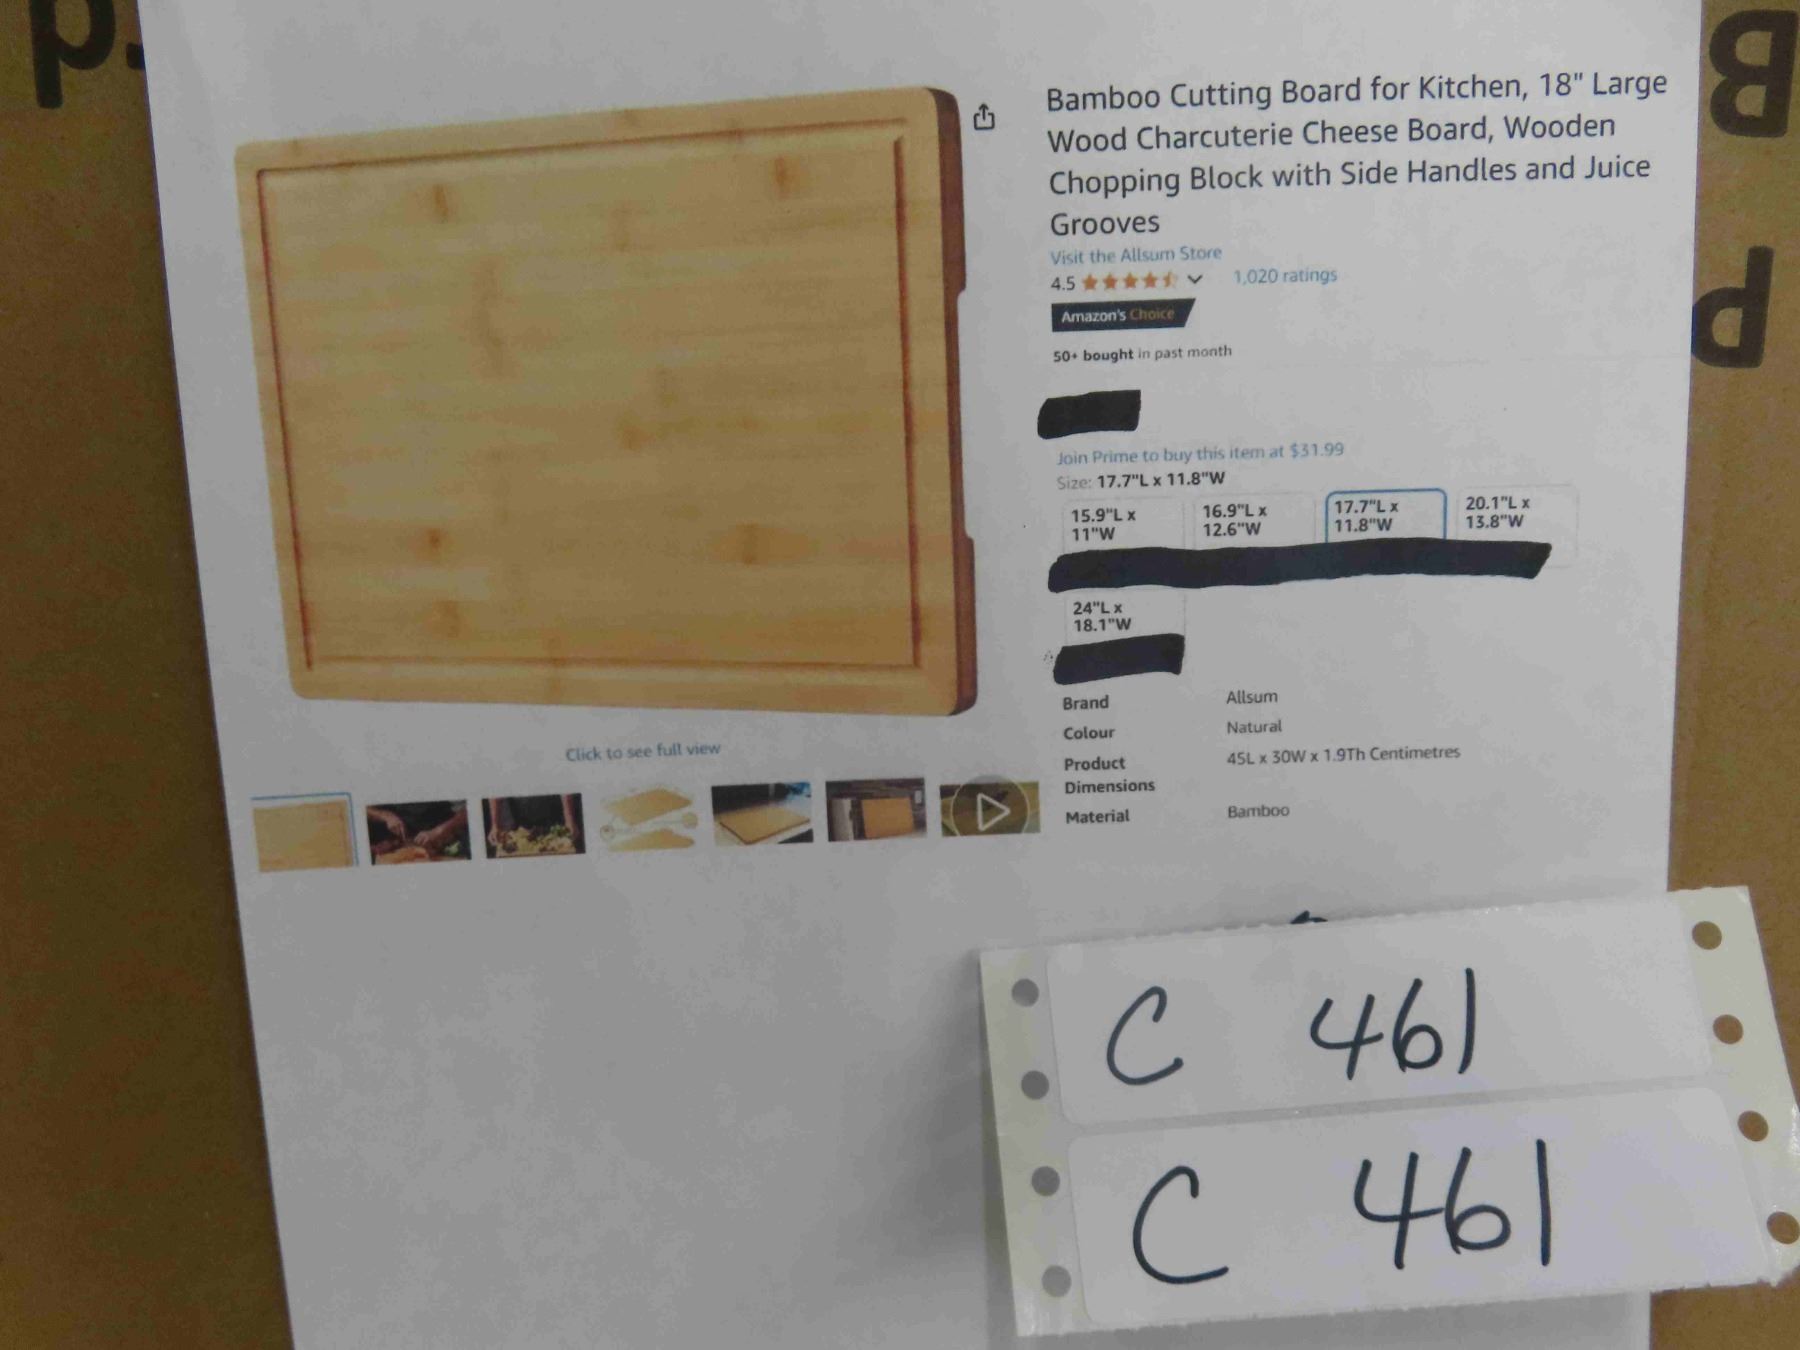 rd
B
P
Bamboo Cutting Board for Kitchen, 18" Large
Wood Charcuterie Cheese Board, Wooden
Chopping Block with Side Handles and Juice
Grooves
Visit the Allsum Store
4.5 1,020 ratings
Amazon's Choice
50+ bought in past month
Join Prime to buy this item at $31.99
Size: 17.7"L x 11.8"W
15.9"L x 16.9"L x 17.7"L x 20.1"L x
11"W 12.6"W 11.8"W 13.8"W
24"L x
18.1"W
Brand Allsum
Colour Natural
Product 45L x 30W x 1.9Th Centimetres
Dimensions
Material Bamboo
Click to see full view
C 461
C 461